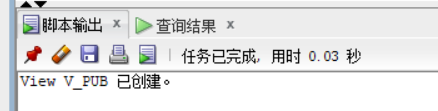 脚本输出 × 查询结果 ×
任务已完成, 用时 0.03 秒
View V_PUB 已创建。